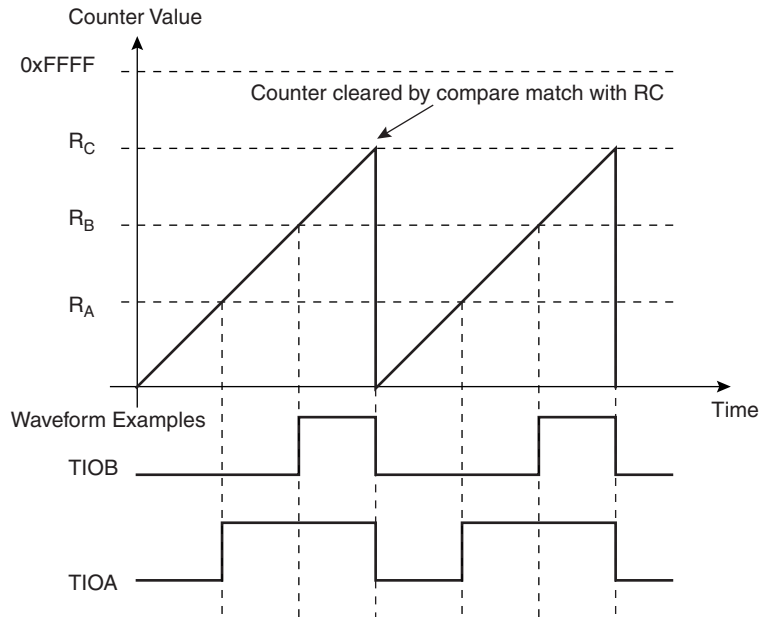 Counter Value
0xFFFF
Counter cleared by compare match with RC
RC
RB
RA
Time
Waveform Examples
TIOB
TIOA